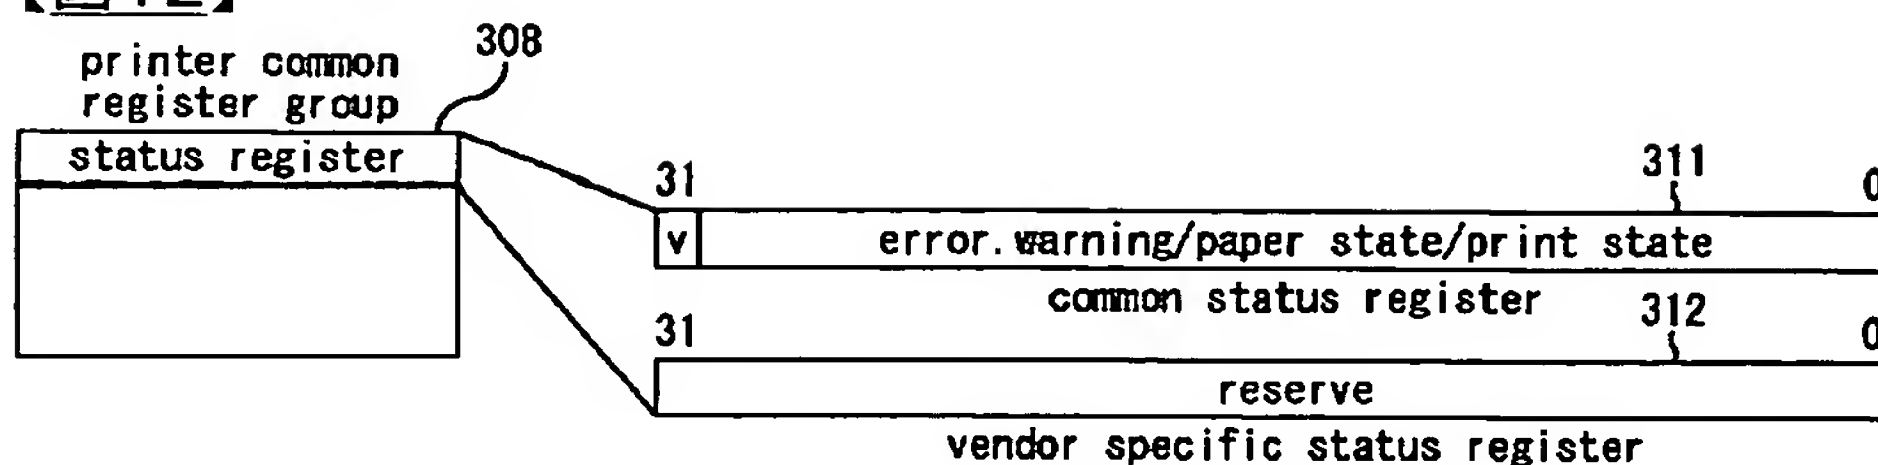 308
printer common
register group
status register
31 311 0
v error.warning/paper state/print state
common status register
31 312 0
reserve
vendor specific status register